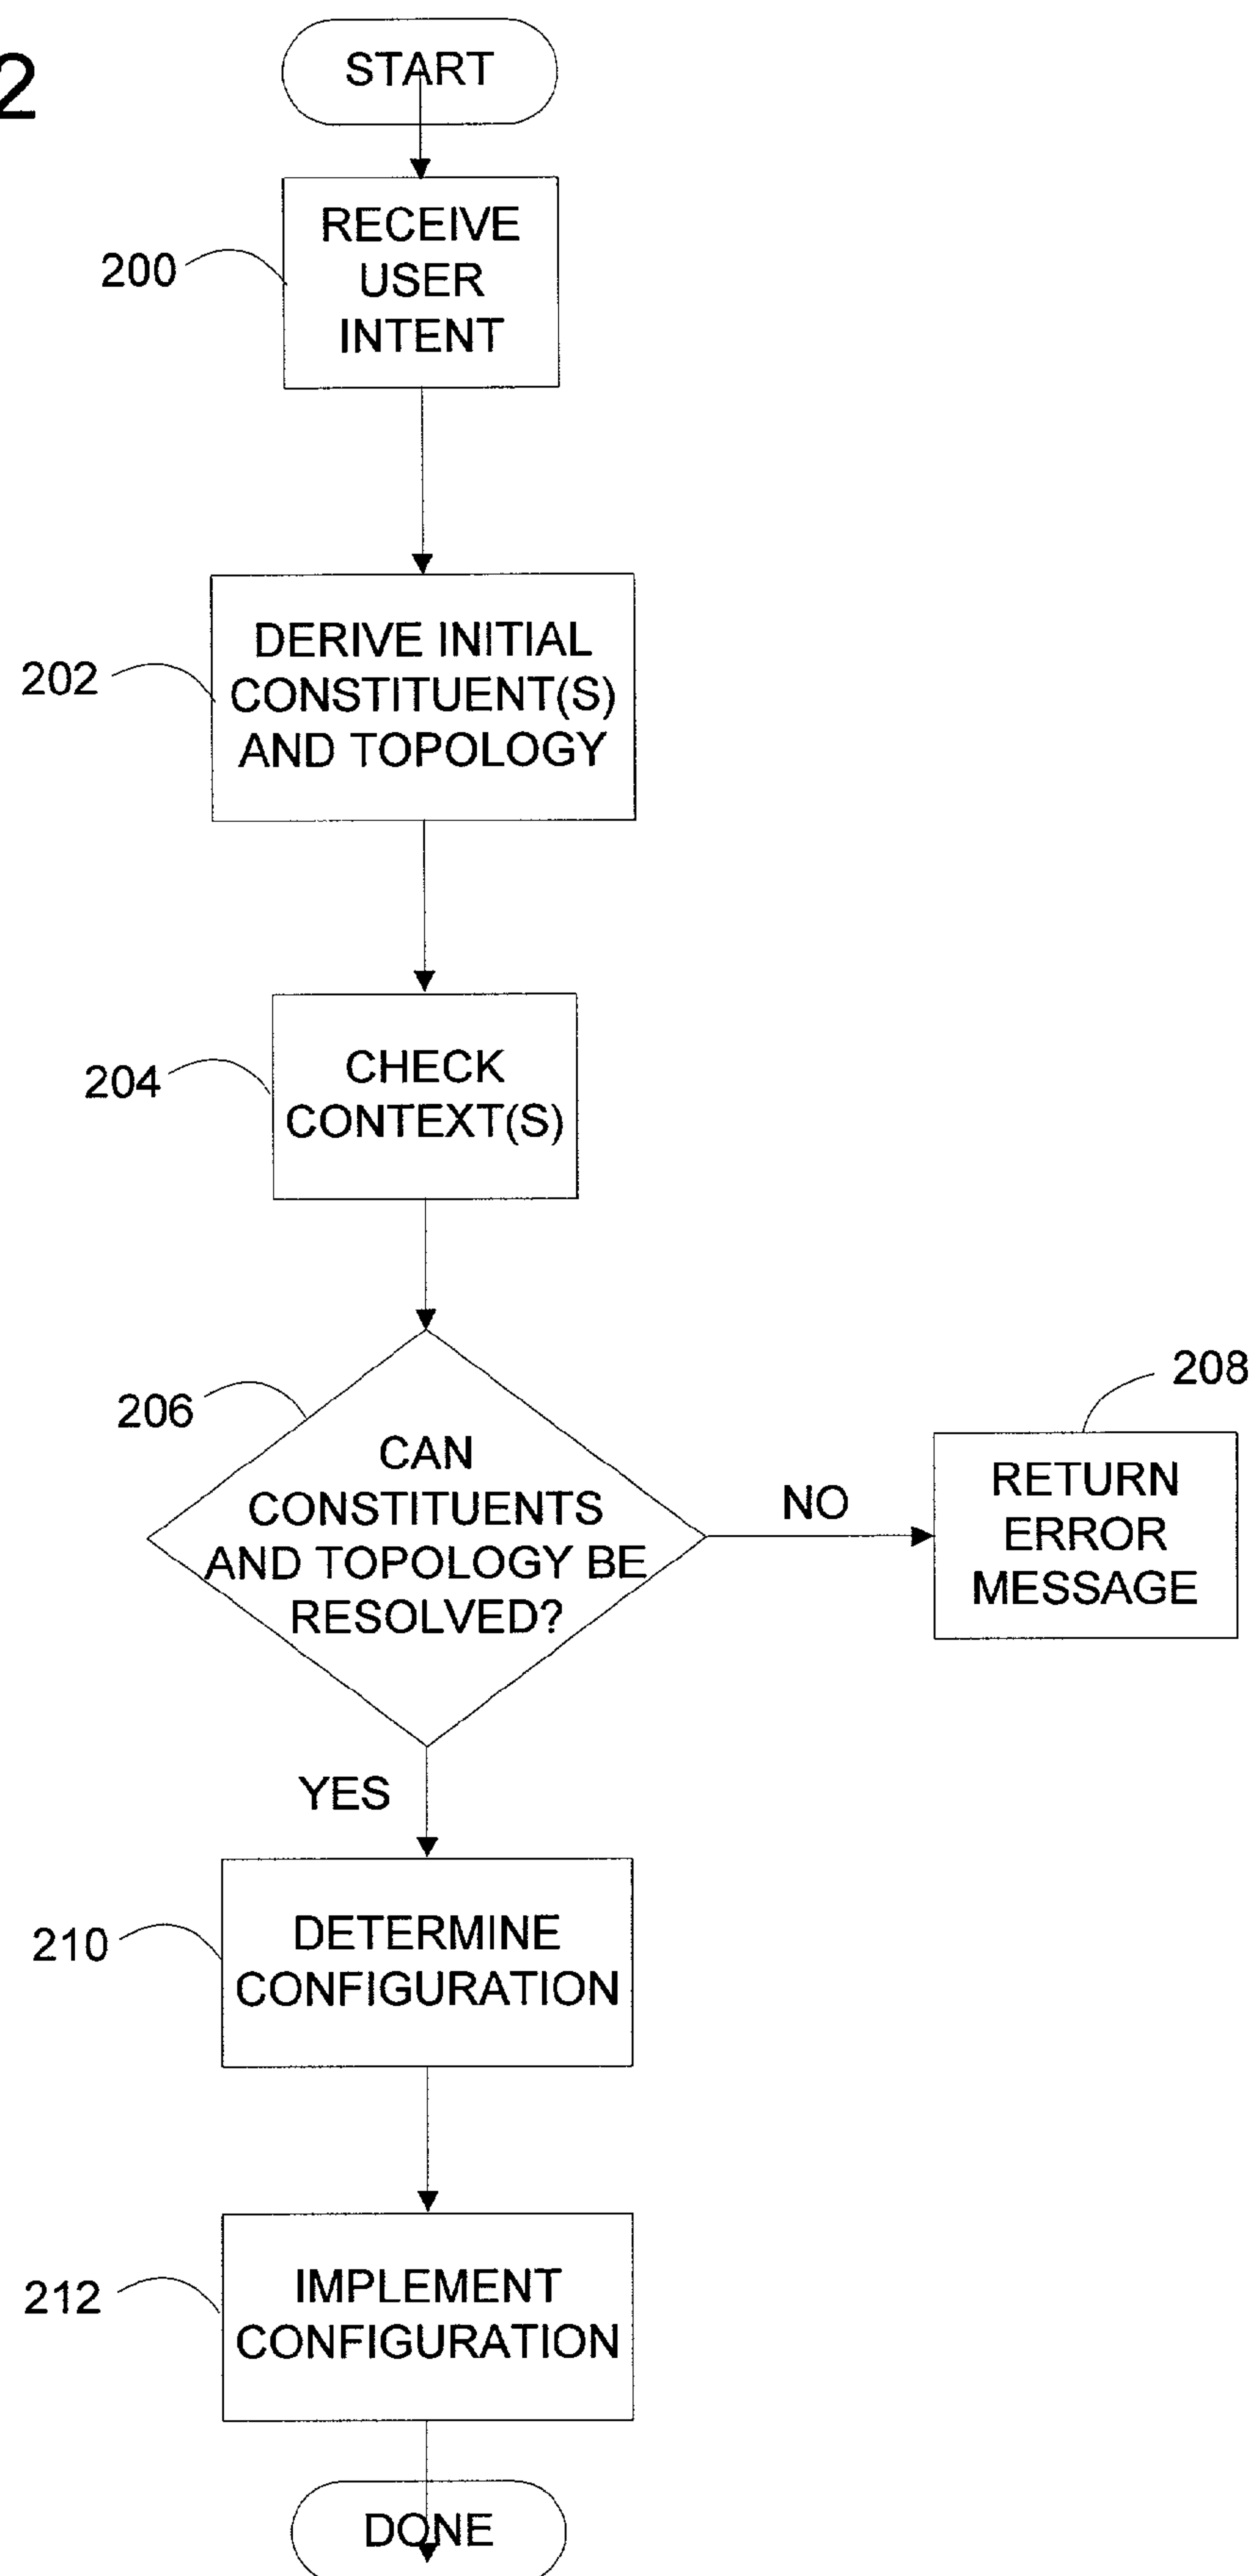 2
START
200
RECEIVE
USER
INTENT
202
DERIVE INITIAL
CONSTITUENT(S)
AND TOPOLOGY
204
CHECK
CONTEXT(S)
206
CAN
CONSTITUENTS
AND TOPOLOGY BE
RESOLVED?
NO
208
RETURN
ERROR
MESSAGE
YES
210
DETERMINE
CONFIGURATION
212
IMPLEMENT
CONFIGURATION
DONE